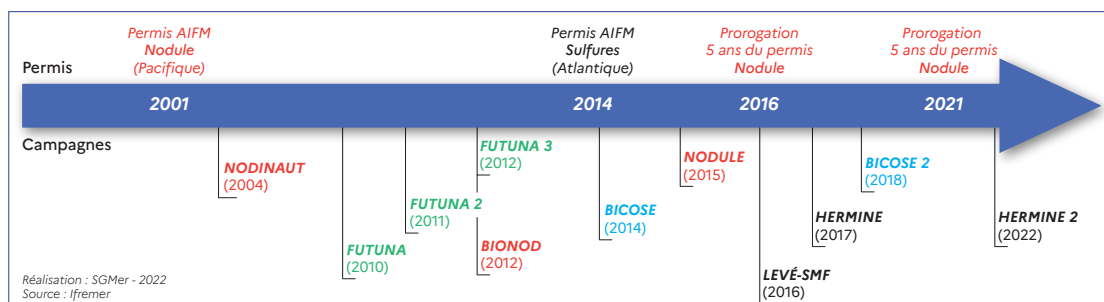 Permis AIFM
Nodule
(Pacifique)
Permis AIFM
Sulfures
(Atlantique)
Prorogation
5 ans du permis
Nodule
Prorogation
5 ans du permis
Nodule
Permis
2001
2014
2016
2021
Campagnes
NODINAUT
(2004)
FUTUNA
(2010)
FUTUNA 2
(2011)
FUTUNA 3
(2012)
BIONOD
(2012)
BICOSE
(2014)
NODULE
(2015)
LEVÉ-SMF
(2016)
HERMINE
(2017)
BICOSE 2
(2018)
HERMINE 2
(2022)
Réalisation : SGMer - 2022
Source : Ifremer